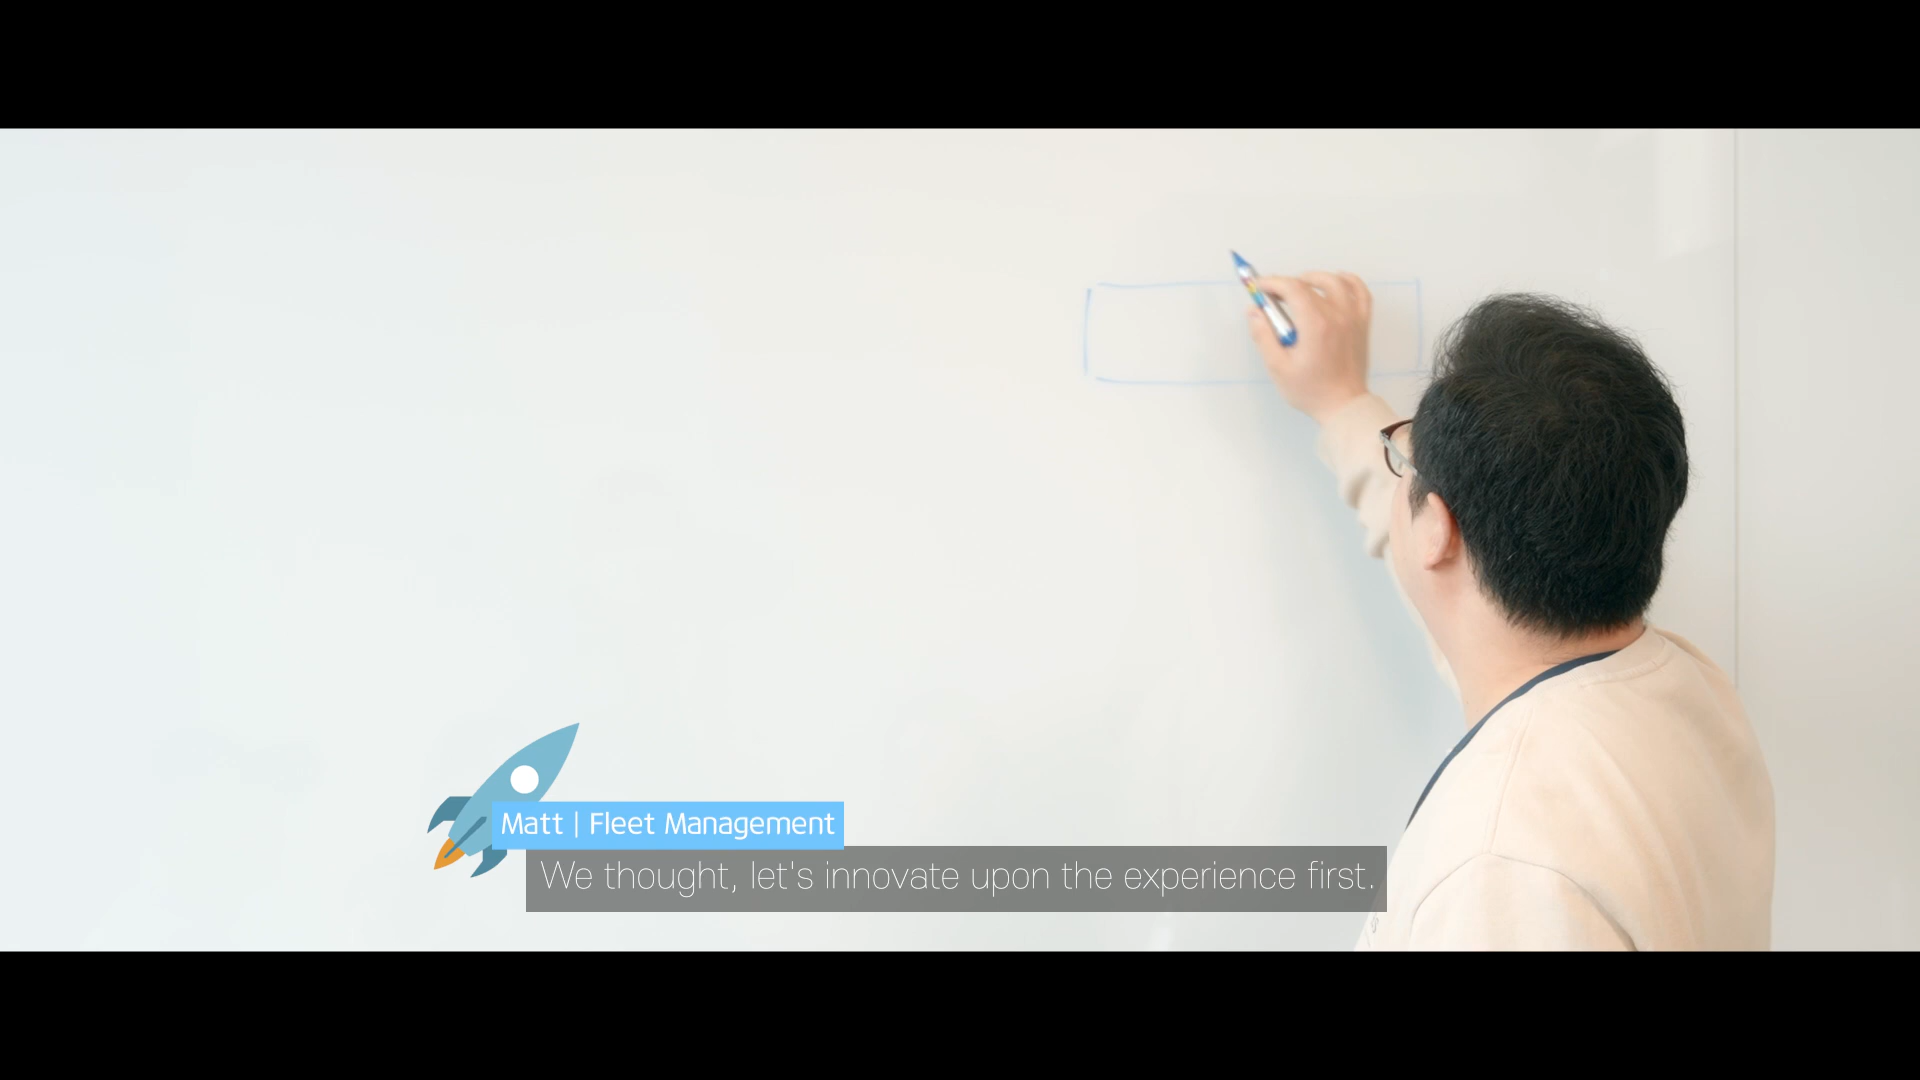 Matt | Fleet Management
We thought, let's innovate upon the experience first.